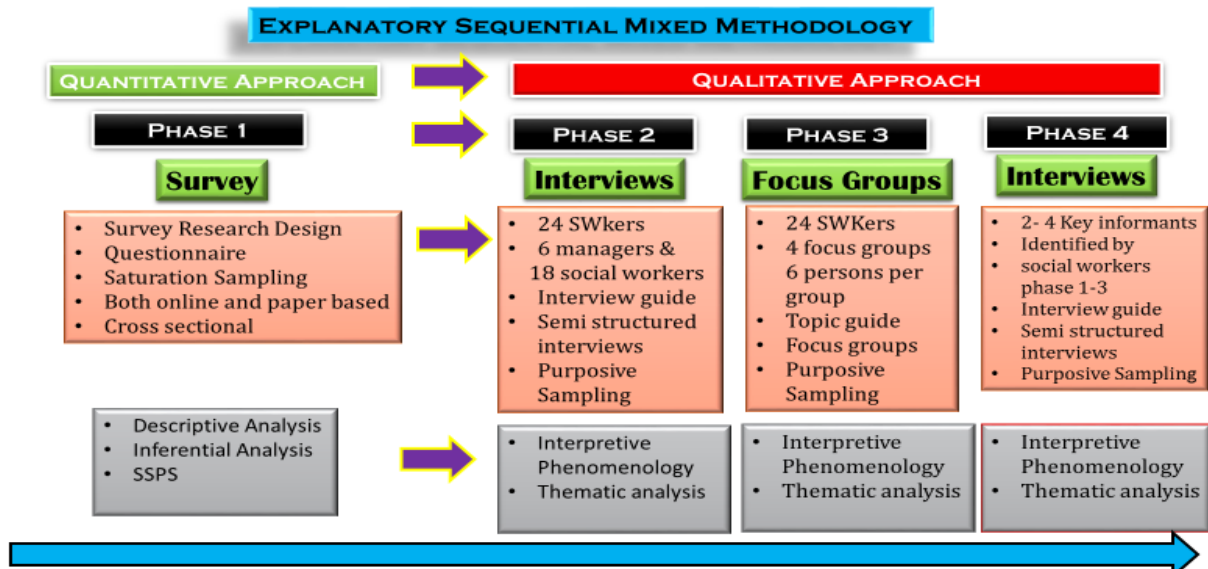 EXPLANATORY SEQUENTIAL MIXED METHODOLOGY
QUANTITATIVE APPROACH
QUALITATIVE APPROACH
PHASE 1
PHASE 2
PHASE 3
PHASE 4
Survey
Interviews
Focus Groups
Interviews
• Survey Research Design
• Questionnaire
• Saturation Sampling
• Both online and paper based
• Cross sectional
• 24 SWkers
• 6 managers &
18 social workers
• Interview guide
• Semi structured
interviews
• Purposive
Sampling
• 24 SWKers
• 4 focus groups
6 persons per
group
• Topic guide
• Focus groups
• Purposive
Sampling
• 2- 4 Key informants
• Identified by
• social workers
phase 1-3
• Interview guide
• Semi structured
interviews
• Purposive Sampling
• Descriptive Analysis
• Inferential Analysis
• SSPS
• Interpretive
Phenomenology
• Thematic analysis
• Interpretive
Phenomenology
• Thematic analysis
• Interpretive
Phenomenology
• Thematic analysis